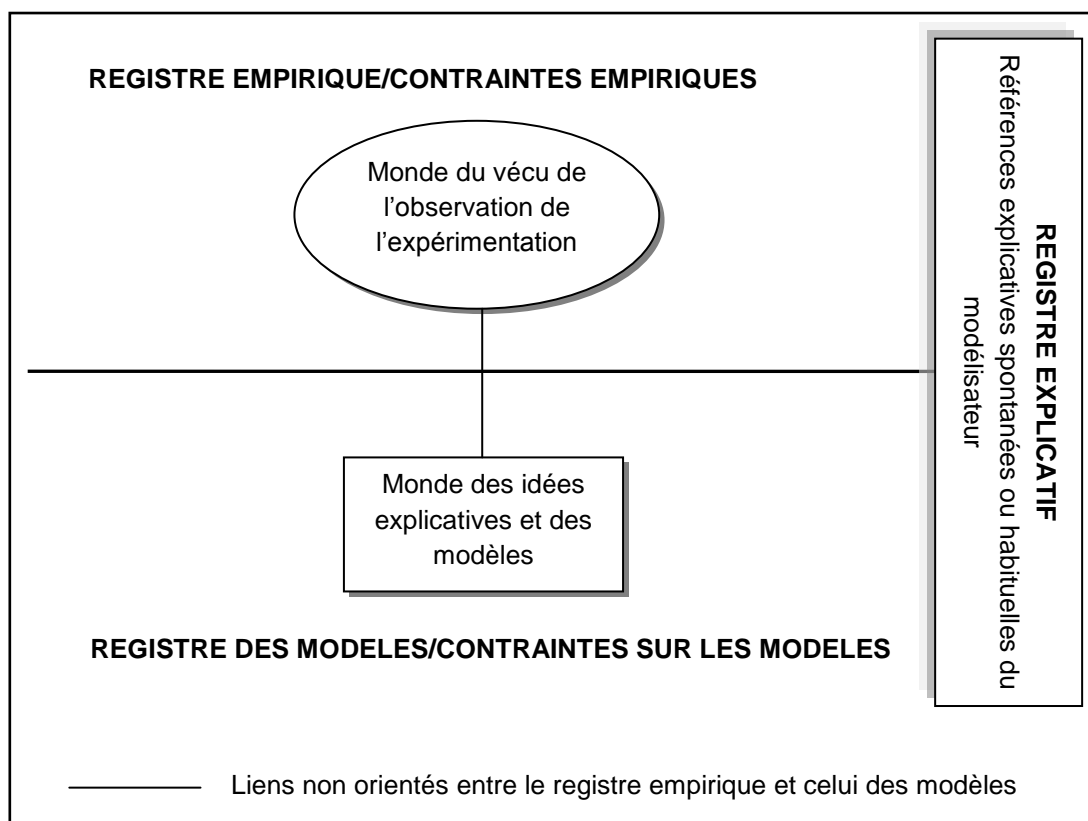 REGISTRE EMPIRIQUE/CONTRAINTES EMPIRIQUES
Monde du vécu de
l'observation de
l'expérimentation
Monde des idées
explicatives et des
modèles
REGISTRE DES MODELES/CONTRAINTES SUR LES MODELES
REGISTRE EXPLICATIF
Références explicatives spontanées ou habituelles du
modélisateur
Liens non orientés entre le registre empirique et celui des modèles